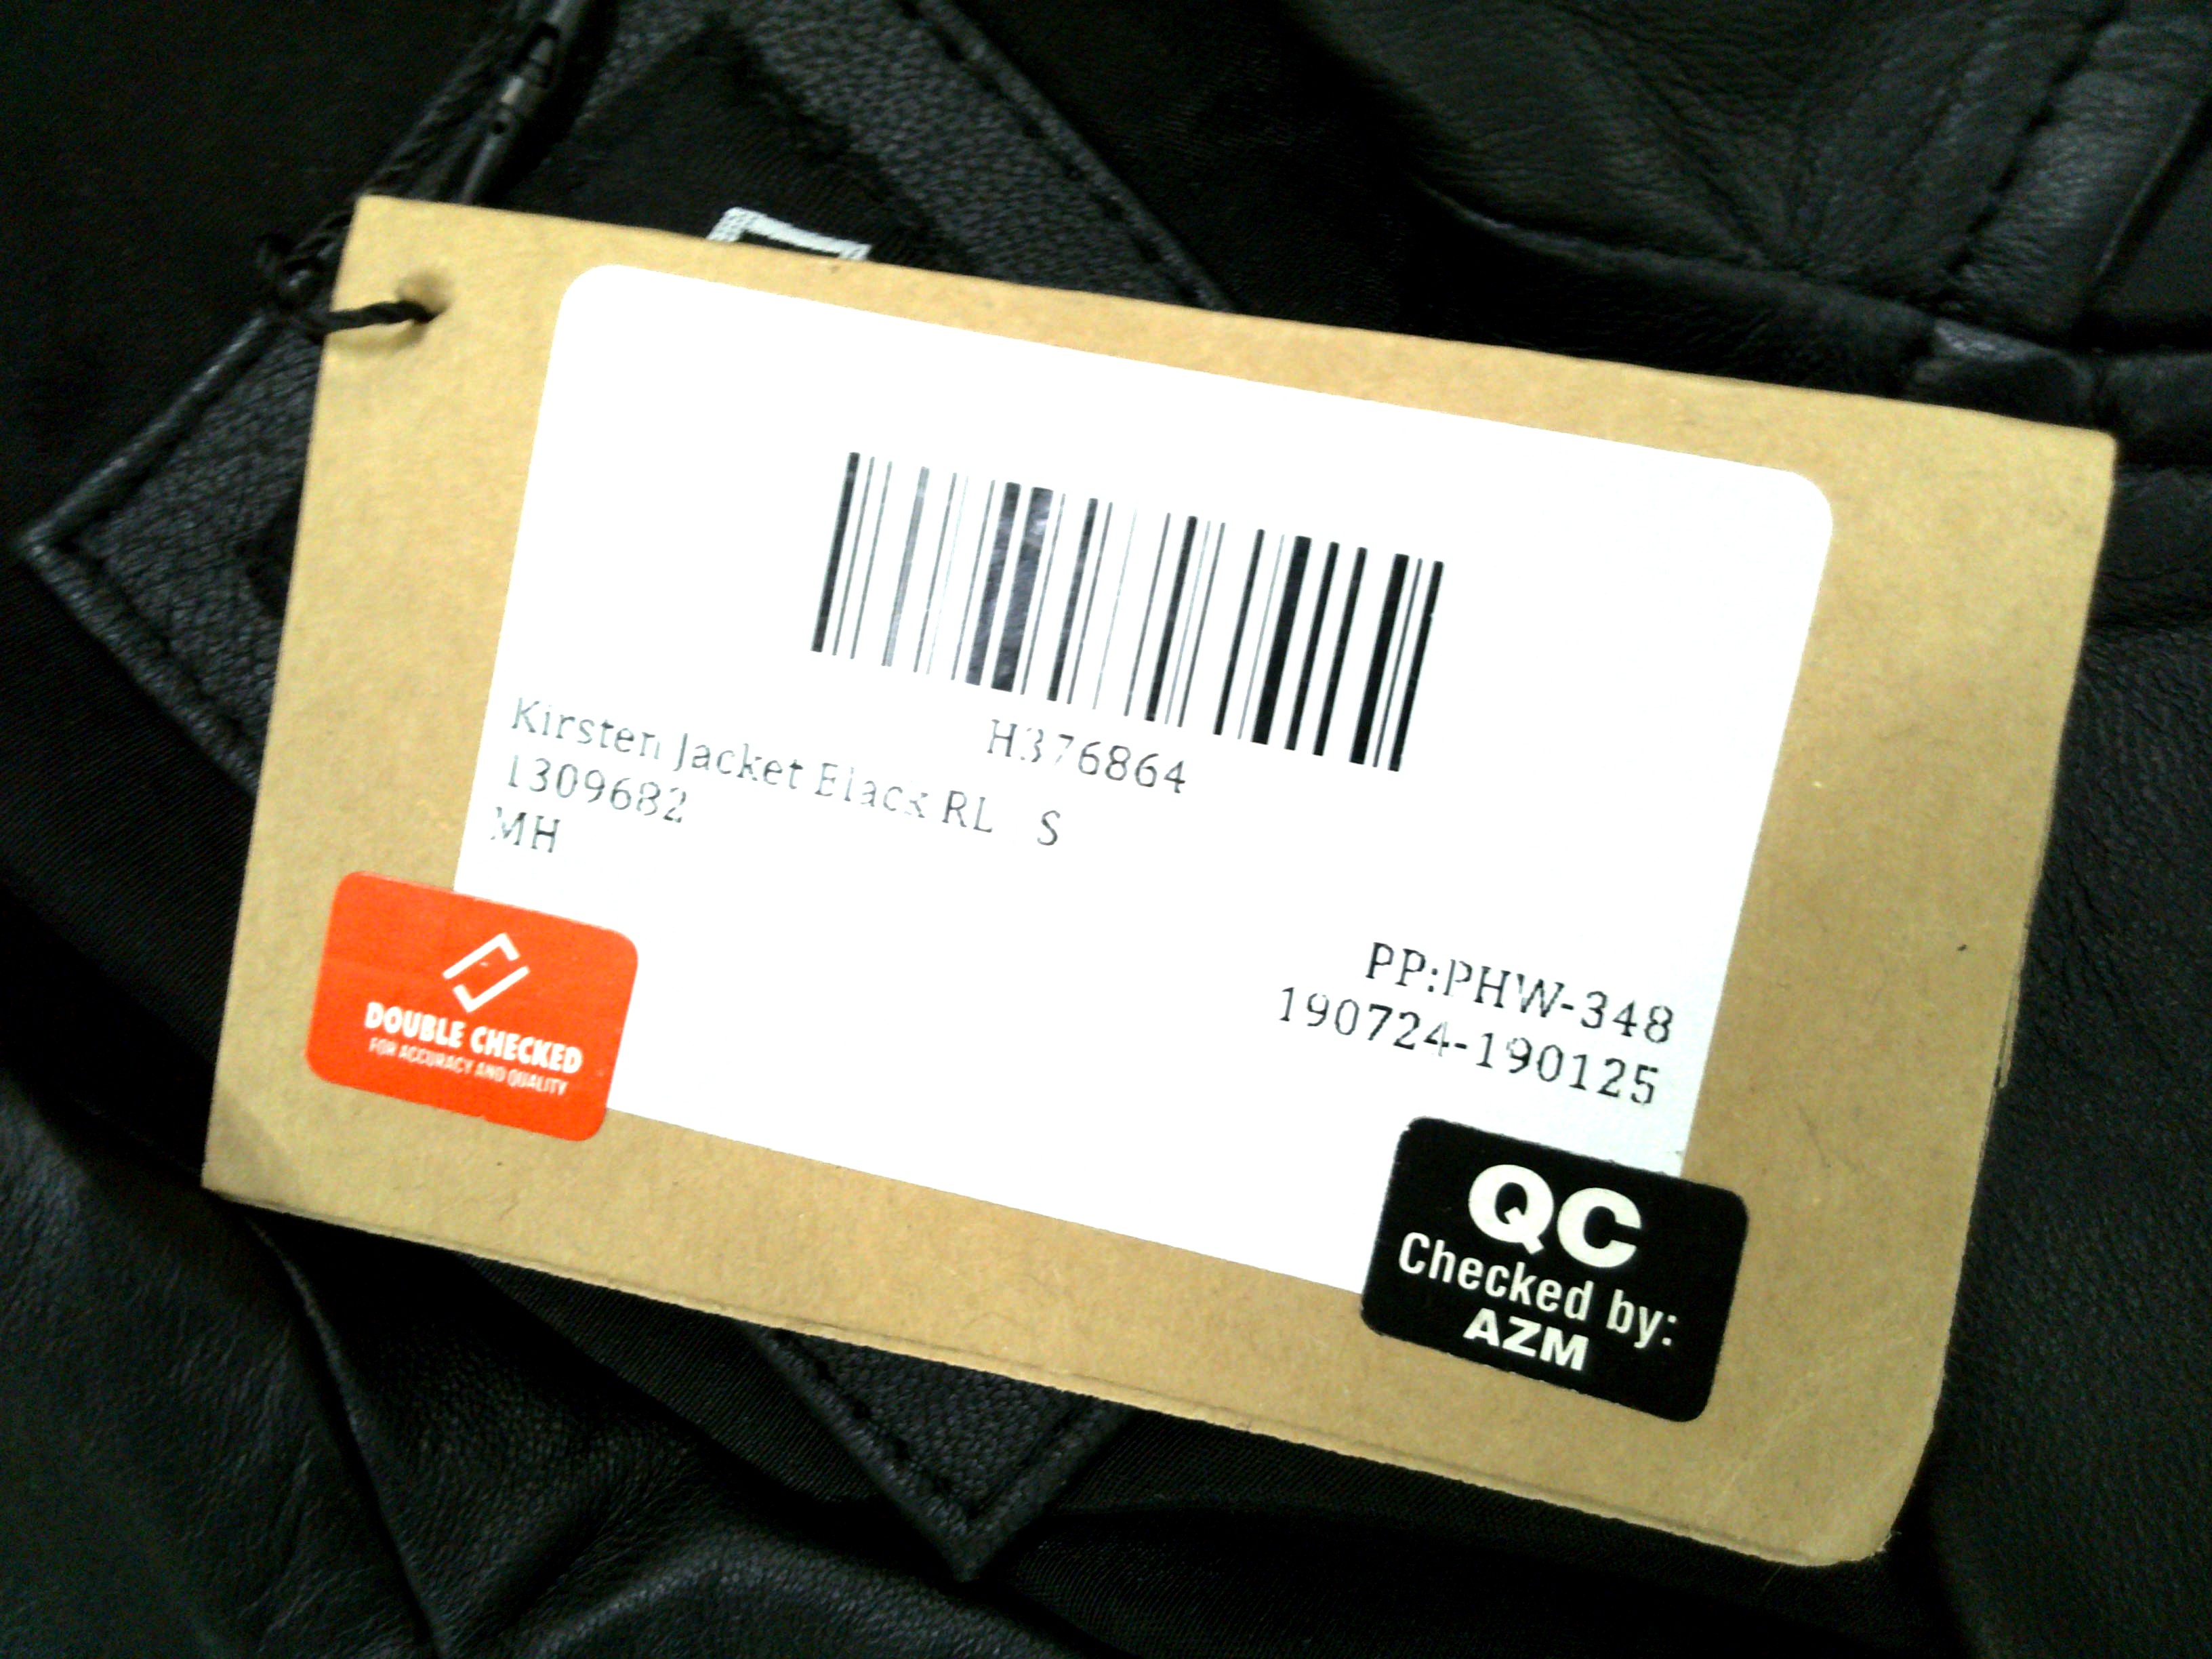 H376864
Kirsten Jacket Black RL S
1309682
MH
PP:PHW-348
190724-190125
DOUBLE CHECKED
FOR ACCURACY AND QUALITY
QC
Checked by:
AZM